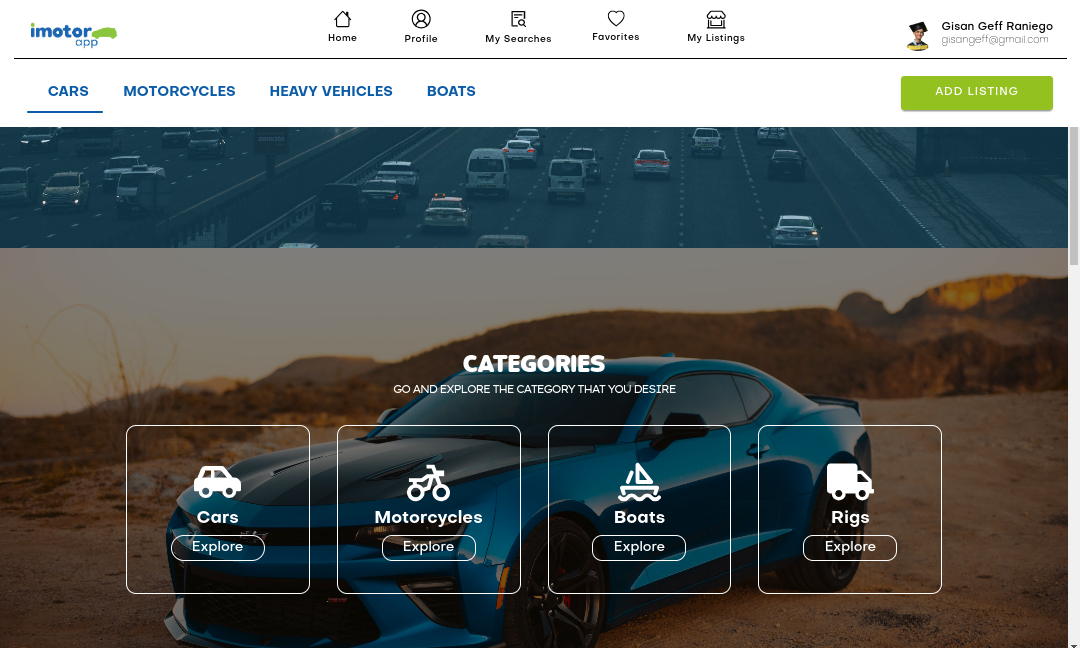 imotor
app
Home
Profile
My Searches
Favorites
My Listings
Gisan Geff Raniego
gisangeff@gmail.com
CARS
MOTORCYCLES
HEAVY VEHICLES
BOATS
ADD LISTING
CATEGORIES
GO AND EXPLORE THE CATEGORY THAT YOU DESIRE
Cars
Explore
Motorcycles
Explore
Boats
Explore
Rigs
Explore